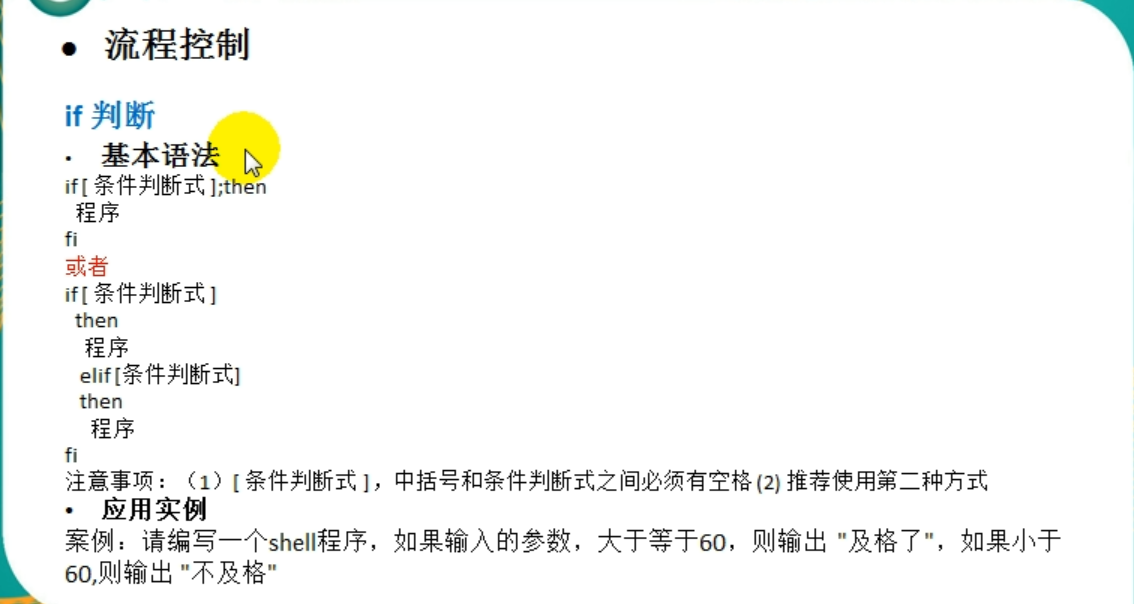 • 流程控制
if 判断
• 基本语法
if [ 条件判断式 ];then
程序
fi
或者
if [ 条件判断式 ]
then
程序
elif [条件判断式]
then
程序
fi
注意事项：（1）[ 条件判断式 ]，中括号和条件判断式之间必须有空格 (2) 推荐使用第二种方式
• 应用实例
案例：请编写一个shell程序，如果输入的参数，大于等于60，则输出 "及格了"，如果小于
60,则输出 "不及格"